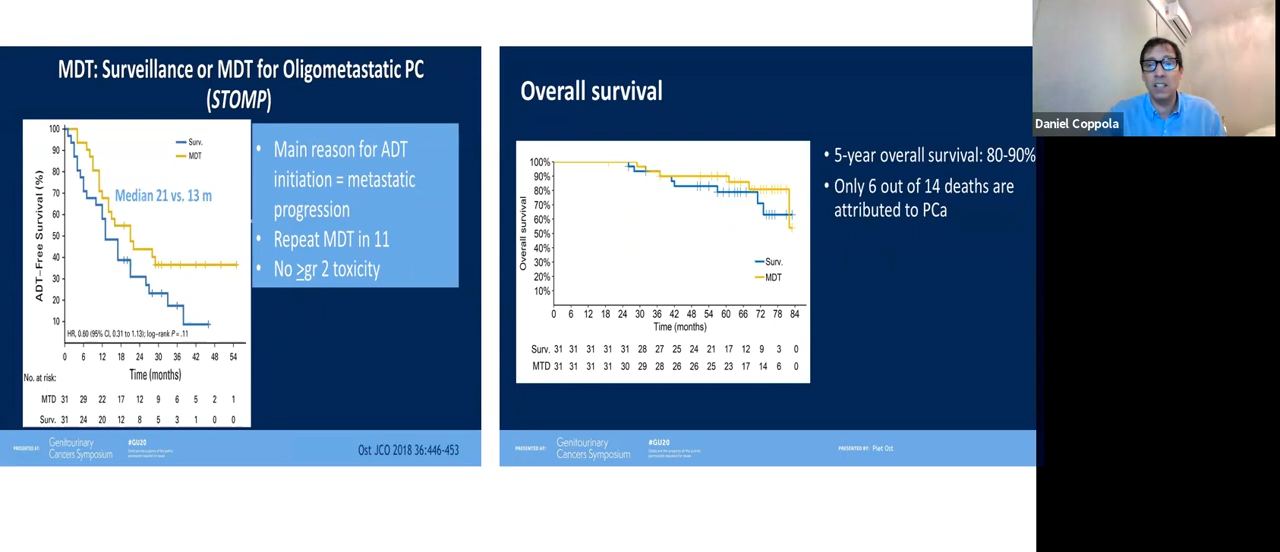 MDT: Surveillance or MDT for Oligometastatic PC
(STOMP)
ADT-Free Survival (%)
100
90
80
70
60
50
40
30
20
10
Surv.
MDT
Median 21 vs. 13 m
HR, 0.60 (95% CI, 0.31 to 1.13); log-rank P = .11
0 6 12 18 24 30 36 42 48 54
No. at risk:
Time (months)
MTD 31 29 22 17 12 9 6 5 2 1
Surv. 31 24 20 12 8 5 3 1 0 0
• Main reason for ADT
initiation = metastatic
progression
• Repeat MDT in 11
• No ≥gr 2 toxicity
PRESENTED AT:
Genitourinary
Cancers Symposium
#GU20
Ost JCO 2018 36:446-453
Overall survival
Overall survival
100%
90%
80%
70%
60%
50%
40%
30%
20%
10%
Surv.
MDT
0 6 12 18 24 30 36 42 48 54 60 66 72 78 84
Time (months)
Surv. 31 31 31 31 31 28 27 25 24 21 17 12 9 3 0
MTD 31 31 31 31 30 29 28 26 26 25 23 17 14 6 0
• 5-year overall survival: 80-90%
• Only 6 out of 14 deaths are
attributed to PCa
PRESENTED AT:
Genitourinary
Cancers Symposium
#GU20
PRESENTED BY: Piet Ost
Daniel Coppola